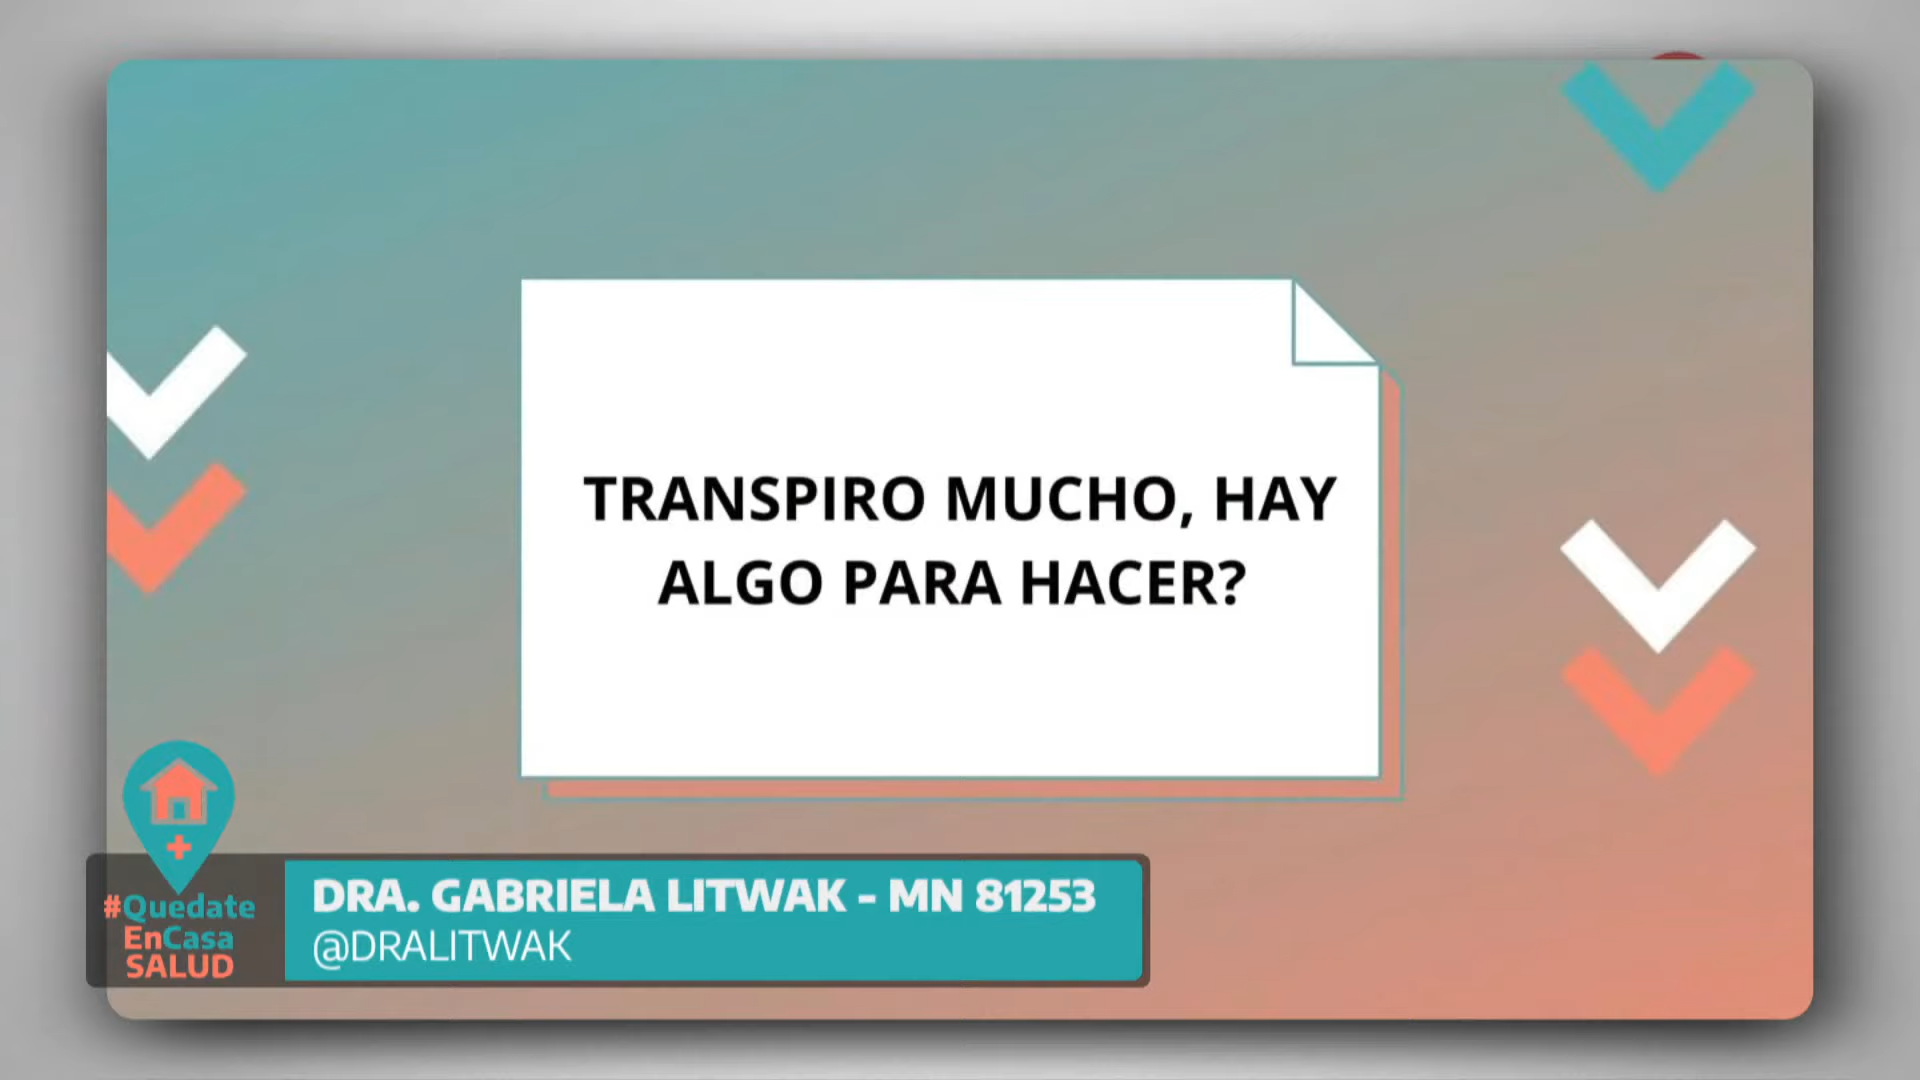 TRANSPIRO MUCHO, HAY
ALGO PARA HACER?
#Quedate
EnCasa
SALUD
DRA. GABRIELA LITWAK - MN 81253
@DRALITWAK